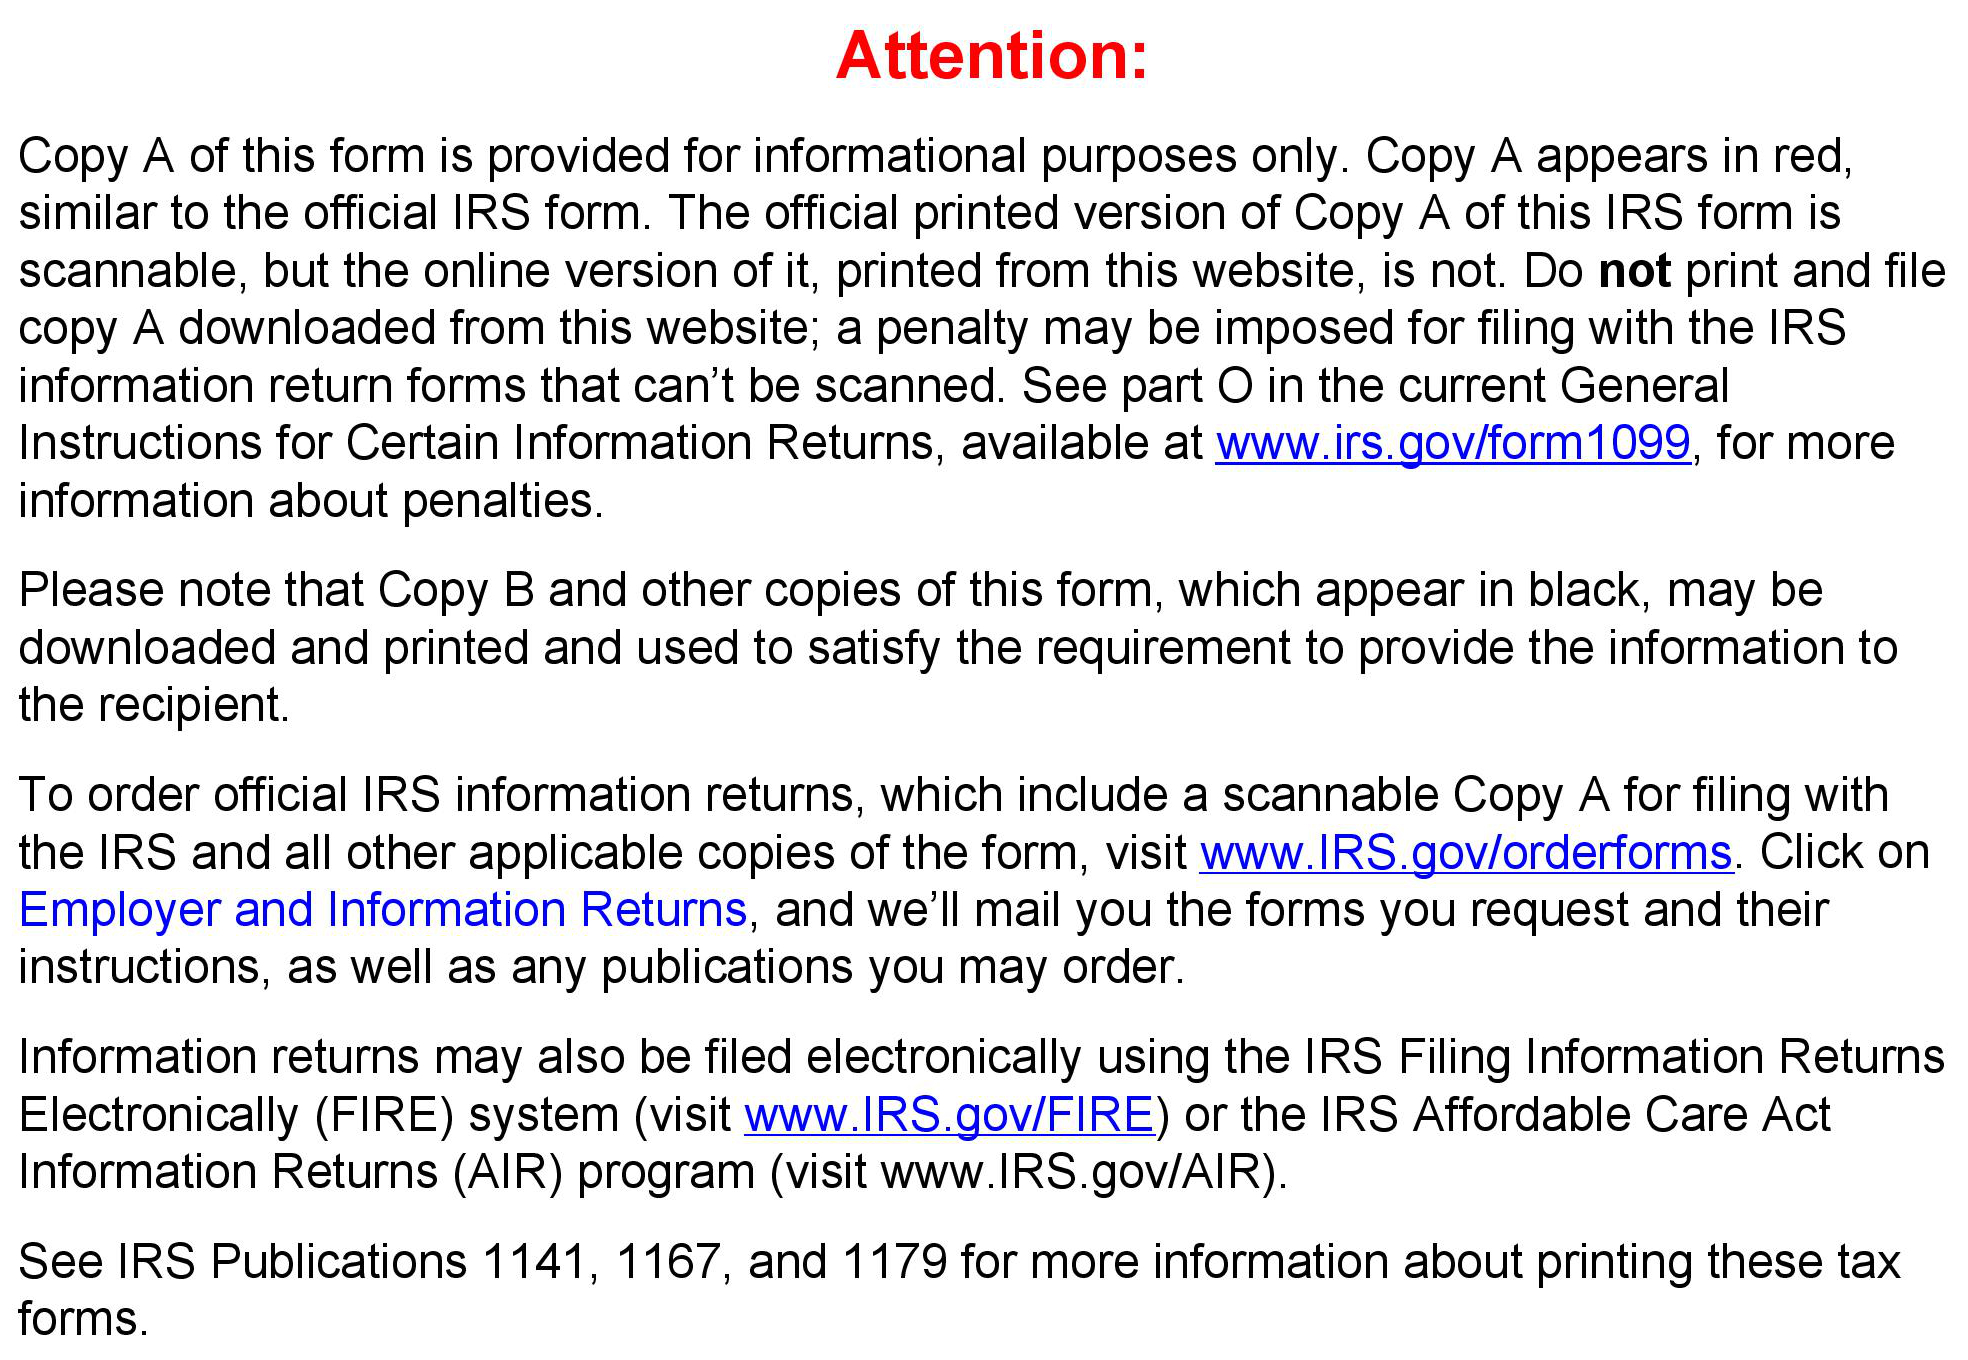 Attention:
Copy A of this form is provided for informational purposes only. Copy A appears in red,
similar to the official IRS form. The official printed version of Copy A of this IRS form is
scannable, but the online version of it, printed from this website, is not. Do not print and file
copy A downloaded from this website; a penalty may be imposed for filing with the IRS
information return forms that can’t be scanned. See part O in the current General
Instructions for Certain Information Returns, available at www.irs.gov/form1099, for more
information about penalties.
Please note that Copy B and other copies of this form, which appear in black, may be
downloaded and printed and used to satisfy the requirement to provide the information to
the recipient.
To order official IRS information returns, which include a scannable Copy A for filing with
the IRS and all other applicable copies of the form, visit www.IRS.gov/orderforms. Click on
Employer and Information Returns, and we’ll mail you the forms you request and their
instructions, as well as any publications you may order.
Information returns may also be filed electronically using the IRS Filing Information Returns
Electronically (FIRE) system (visit www.IRS.gov/FIRE) or the IRS Affordable Care Act
Information Returns (AIR) program (visit www.IRS.gov/AIR).
See IRS Publications 1141, 1167, and 1179 for more information about printing these tax
forms.